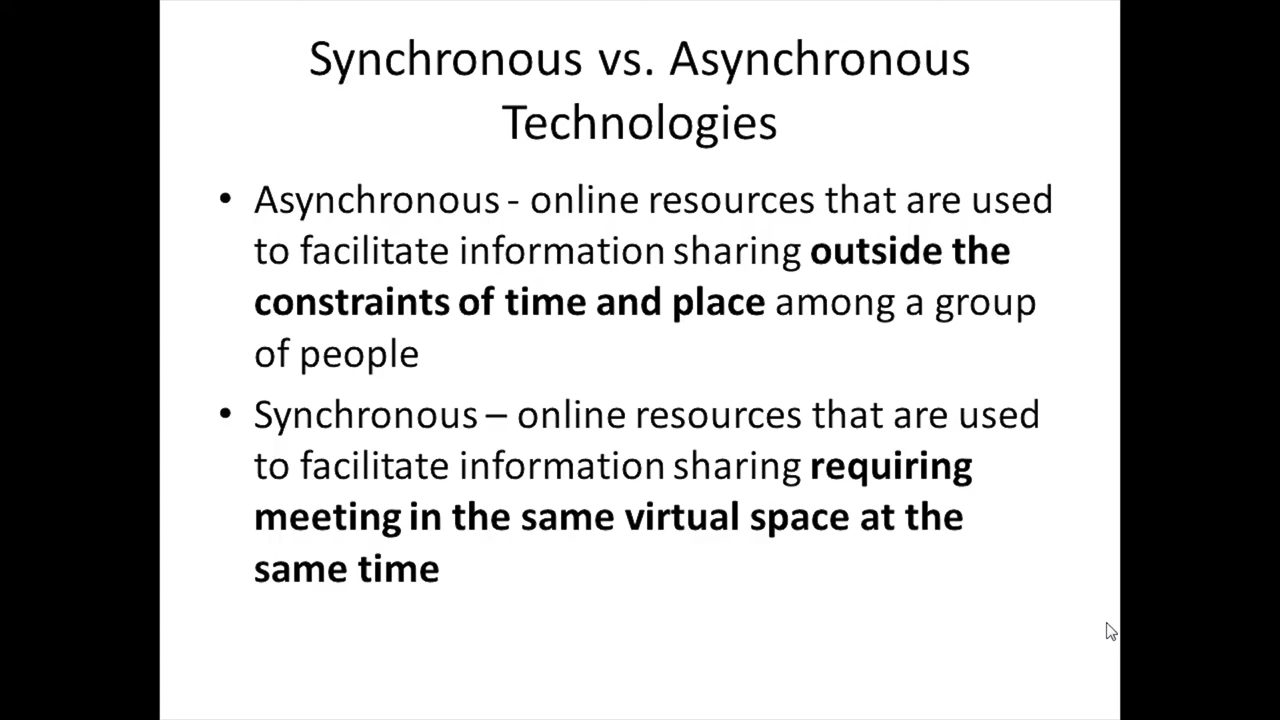 Synchronous vs. Asynchronous
Technologies
• Asynchronous - online resources that are used
to facilitate information sharing outside the
constraints of time and place among a group
of people
• Synchronous – online resources that are used
to facilitate information sharing requiring
meeting in the same virtual space at the
same time